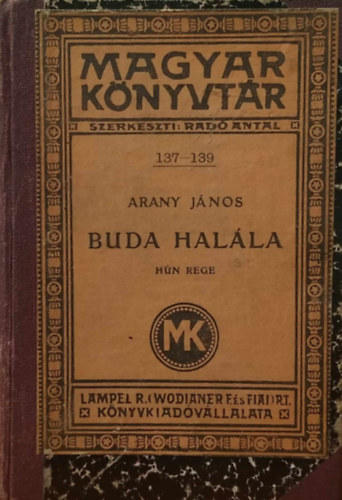 MAGYAR
KÖNYVTÁR
SZERKESZTI: RADÓ ANTAL
137-139
ARANY JÁNOS
BUDA HALÁLA
HÚN REGE
MK
LAMPEL R. (WODIANER F. ÉS FIAI) RT.
KÖNYVKIADÓVÁLLALATA